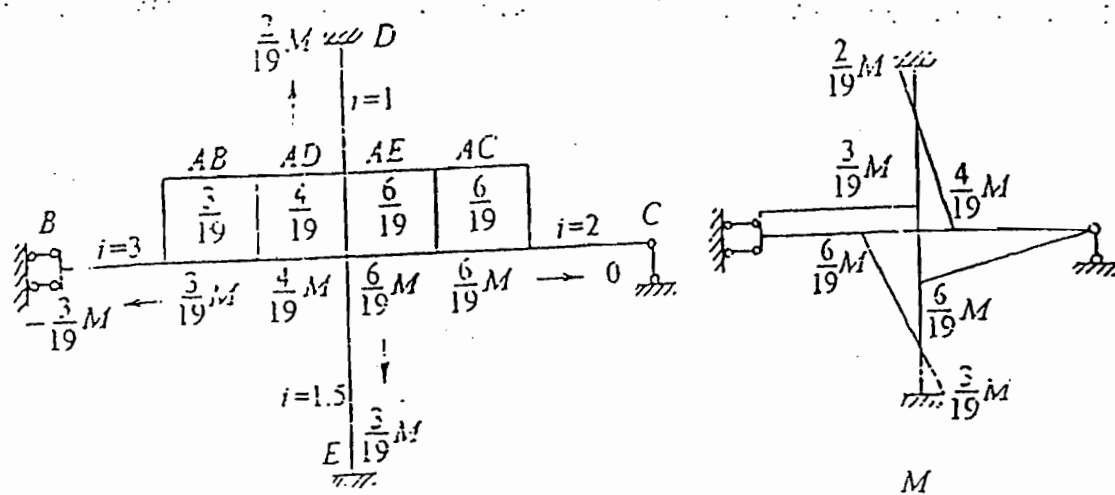 2/19 M D
i=1
AB AD AE AC
3/19 4/19 6/19 6/19
B i=3 i=2 C
-3/19 M 3/19 M 4/19 M 6/19 M 6/19 M 0
i=1.5
3/19 M
E
2/19 M
3/19 M
4/19 M
6/19 M
6/19 M
3/19 M
M